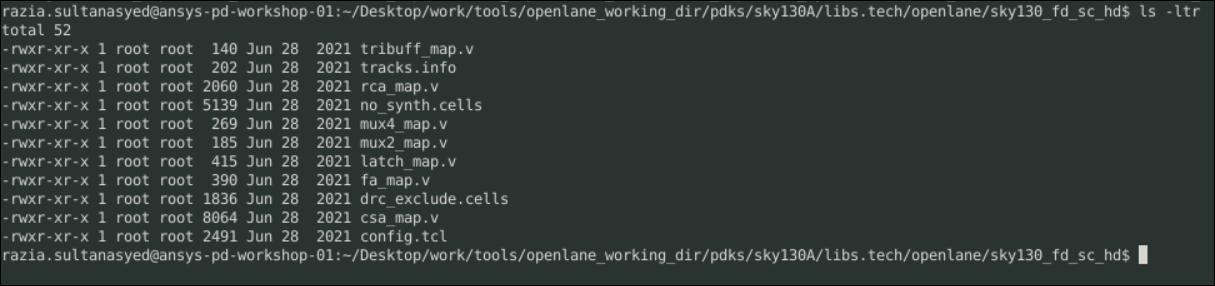 razia.sultanasyed@ansys-pd-workshop-01:~/Desktop/work/tools/openlane_working_dir/pdks/sky130A/libs.tech/openlane/sky130_fd_sc_hd$ ls -ltr
total 52
-rwxr-xr-x 1 root root  140 Jun 28  2021 tribuff_map.v
-rwxr-xr-x 1 root root  202 Jun 28  2021 tracks.info
-rwxr-xr-x 1 root root 2060 Jun 28  2021 rca_map.v
-rwxr-xr-x 1 root root 5139 Jun 28  2021 no_synth.cells
-rwxr-xr-x 1 root root  269 Jun 28  2021 mux4_map.v
-rwxr-xr-x 1 root root  185 Jun 28  2021 mux2_map.v
-rwxr-xr-x 1 root root  415 Jun 28  2021 latch_map.v
-rwxr-xr-x 1 root root  390 Jun 28  2021 fa_map.v
-rwxr-xr-x 1 root root 1836 Jun 28  2021 drc_exclude.cells
-rwxr-xr-x 1 root root 8064 Jun 28  2021 csa_map.v
-rwxr-xr-x 1 root root 2491 Jun 28  2021 config.tcl
razia.sultanasyed@ansys-pd-workshop-01:~/Desktop/work/tools/openlane_working_dir/pdks/sky130A/libs.tech/openlane/sky130_fd_sc_hd$